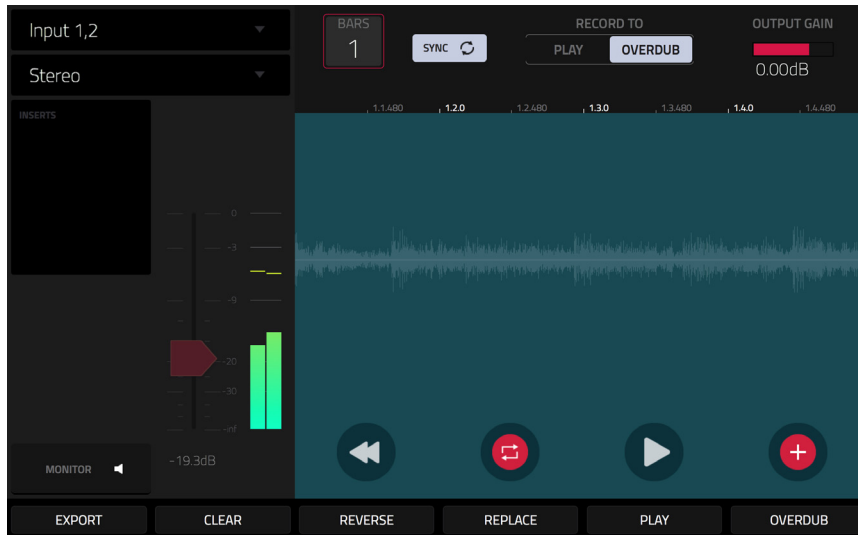 Input 1,2
Stereo
INSERTS
0
-3
-9
-20
-30
-inf
MONITOR
-19.3dB
BARS
1
SYNC
RECORD TO
PLAY
OVERDUB
OUTPUT GAIN
0.00dB
1.1.480
1.2.0
1.2.480
1.3.0
1.3.480
1.4.0
1.4.480
EXPORT
CLEAR
REVERSE
REPLACE
PLAY
OVERDUB